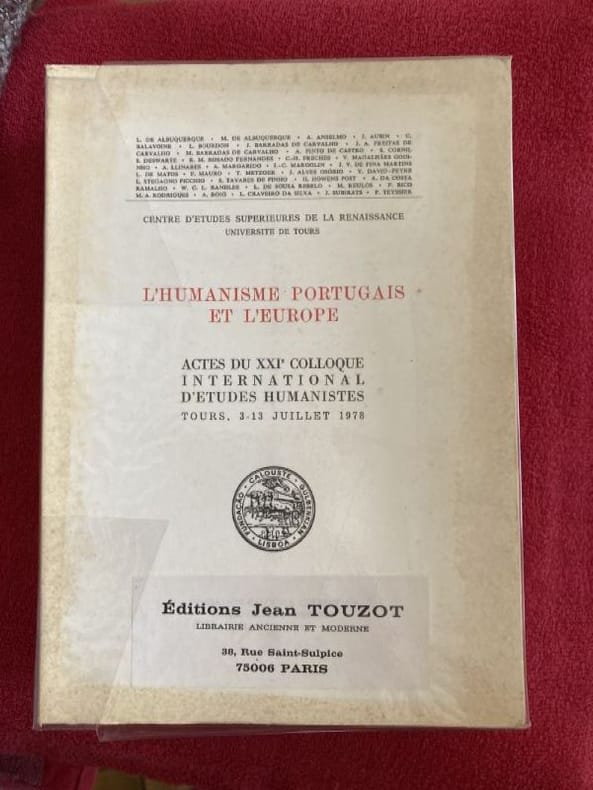 L. DE ALBUQUERQUE • M. DE ALBUQUERQUE • A. ANSELMO • J. AUBIN • C.
BALAVOINE • L. BOURDON • J. BARRADAS DE CARVALHO • J. A. FREITAS DE
CARVALHO • M. BARRADAS DE CARVALHO • A. PINTO DE CASTRO • S. CORNIL
S. DESWARTE • R. M. ROSADO FERNANDES • C.-H. FRECHES • V. MAGALHÃES GODI-
NHO • A. LLINARES • A. MARGARIDO • J.-C. MARGOLIN • J. V. DE PINA MARTINS
L. DE MATOS • F. MAURO • T. METZGER • J. ALVES OSÓRIO • Y. DAVID-PEYRE
L. STEGAGNO PICCHIO • S. TAVARES DE PINHO • H. HOWENS POST • A. DA COSTA
RAMALHO • W. G. L. RANDLES • L. DE SOUSA REBELO • M. REULOS • F. RICO
M. A. RODRIGUES • A. ROIG • L. CRAVEIRO DA SILVA • J. SUBIRATS • P. TEYSSIER
CENTRE D'ETUDES SUPERIEURES DE LA RENAISSANCE
UNIVERSITE DE TOURS
L'HUMANISME PORTUGAIS
ET L'EUROPE
ACTES DU XXIe COLLOQUE
INTERNATIONAL
D'ETUDES HUMANISTES
TOURS, 3-13 JUILLET 1978
FUNDAÇÃO • CALOUSTE • GULBENKIAN • LISBOA •
Éditions Jean TOUZOT
LIBRAIRIE ANCIENNE ET MODERNE
38, Rue Saint-Sulpice
75006 PARIS